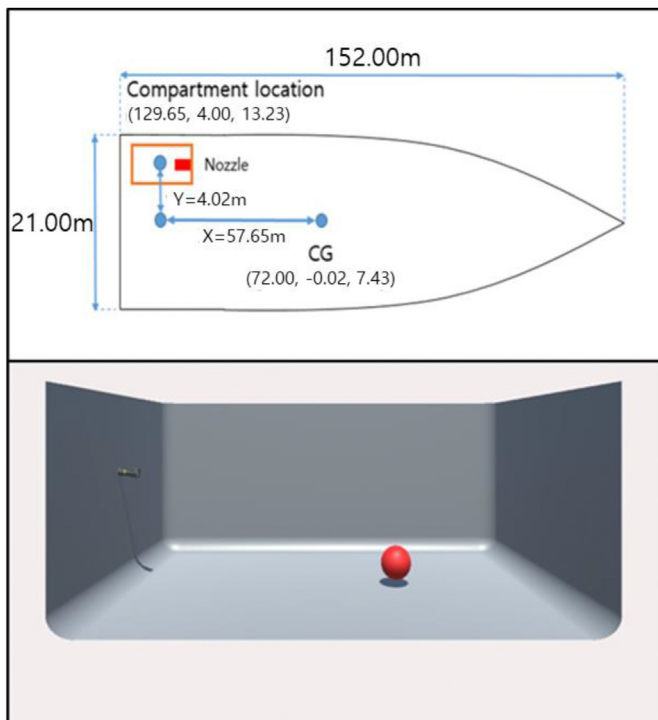 152.00m
Compartment location
(129.65, 4.00, 13.23)
Nozzle
Y=4.02m
21.00m
X=57.65m
CG
(72.00, -0.02, 7.43)